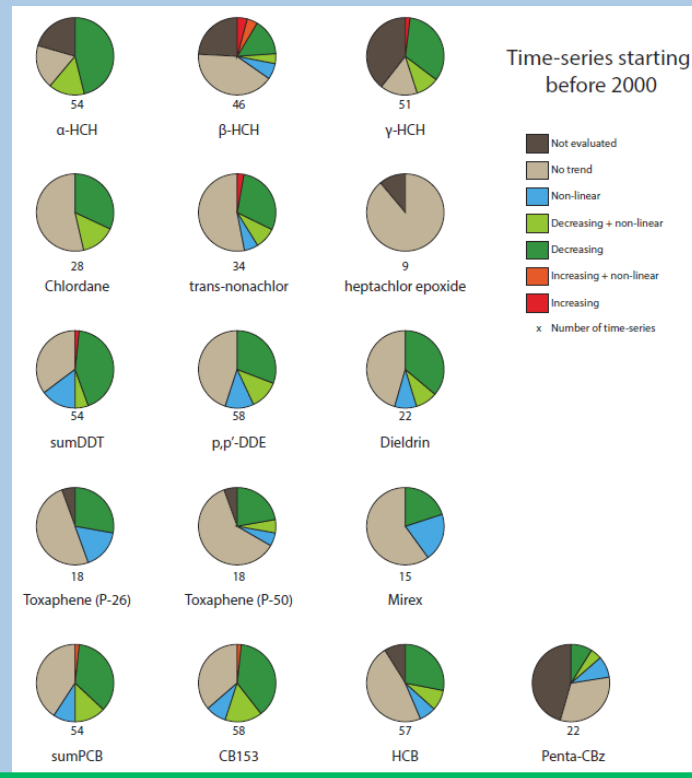 Time-series starting
before 2000
54
α-HCH
46
β-HCH
51
γ-HCH
Not evaluated
No trend
Non-linear
Decreasing + non-linear
Decreasing
Increasing + non-linear
Increasing
x Number of time-series
28
Chlordane
34
trans-nonachlor
9
heptachlor epoxide
54
sumDDT
58
p,p'-DDE
22
Dieldrin
18
Toxaphene (P-26)
18
Toxaphene (P-50)
15
Mirex
54
sumPCB
58
CB153
57
HCB
22
Penta-CBz